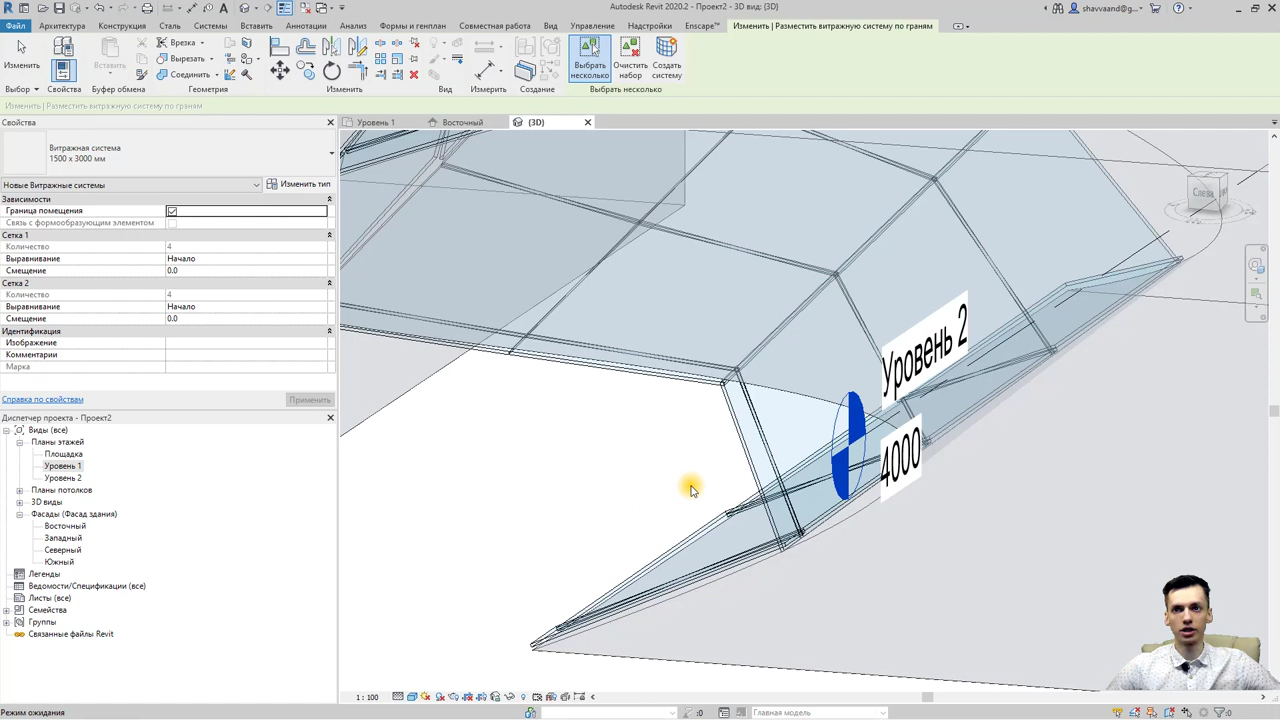 Autodesk Revit 2020.2 - Проект2 - 3D вид: {3D}
shavvaand@g...
Файл Архитектура Конструкция Сталь Системы Вставить Аннотации Анализ Формы и генплан Совместная работа Вид Управление Надстройки Enscape™ Изменить | Разместить витражную систему по граням
Изменить Вставить Врезка Вырезать Соединить Выбрать несколько Очистить набор Создать систему
Выбор Свойства Буфер обмена Геометрия Изменить Вид Измерить Создание Выбрать несколько
Изменить | Разместить витражную систему по граням
Свойства
Уровень 1 Восточный {3D}
Витражная система
1500 x 3000 мм
Новые Витражные системы Изменить тип
Зависимости
Граница помещения
Связь с формообразующим элементом
Сетка 1
Количество 4
Выравнивание Начало
Смещение 0.0
Сетка 2
Количество 4
Выравнивание Начало
Смещение 0.0
Идентификация
Изображение
Комментарии
Марка
Справка по свойствам Применить
Диспетчер проекта - Проект2
Виды (все)
Планы этажей
Площадка
Уровень 1
Уровень 2
Планы потолков
3D виды
Фасады (Фасад здания)
Восточный
Западный
Северный
Южный
Легенды
Ведомости/Спецификации (все)
Листы (все)
Семейства
Группы
Связанные файлы Revit
Уровень 2
4000
1 : 100
Режим ожидания :0 Главная модель :0